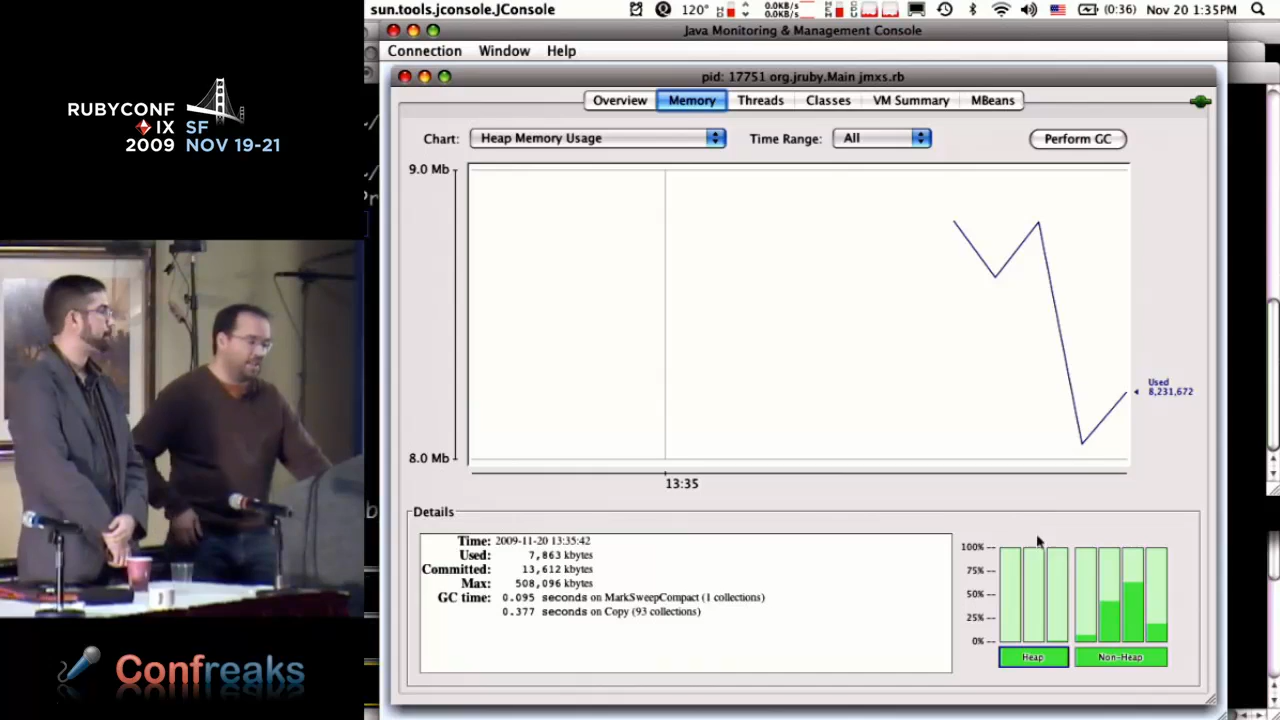 sun.tools.jconsole.JConsole
120°
0.0KB/s
0.0KB/s
(0:36)
Nov 20 1:35PM
Java Monitoring & Management Console
Connection Window Help
pid: 17751 org.jruby.Main jmxs.rb
Overview Memory Threads Classes VM Summary MBeans
Chart: Heap Memory Usage Time Range: All Perform GC
9.0 Mb
Used
8,231,672
8.0 Mb
13:35
Details
Time: 2009-11-20 13:35:42
Used: 7,863 kbytes
Committed: 13,612 kbytes
Max: 508,096 kbytes
GC time: 0.095 seconds on MarkSweepCompact (1 collections)
0.377 seconds on Copy (93 collections)
100% --
75% --
50% --
25% --
0% --
Heap Non-Heap
RUBYCONF
IX SF
2009 NOV 19-21
Confreaks